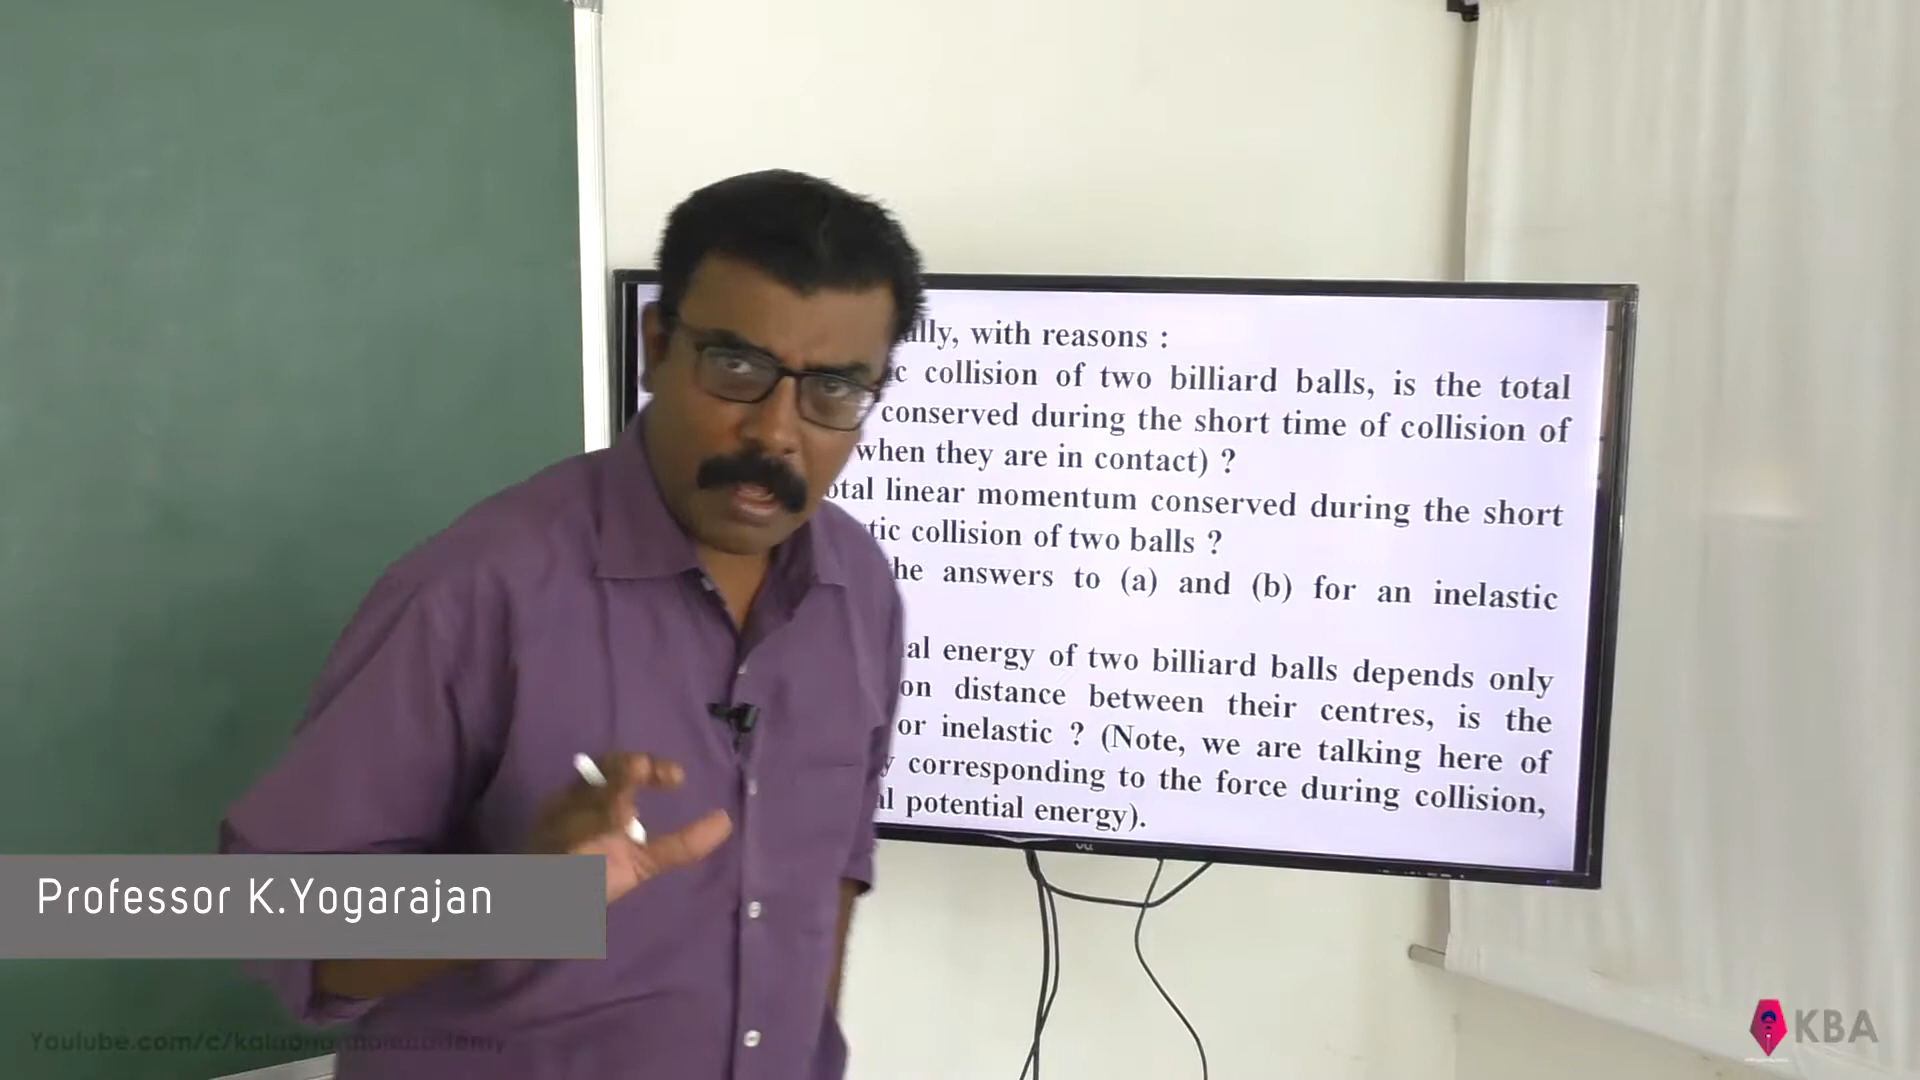 ally, with reasons :
c collision of two billiard balls, is the total
conserved during the short time of collision of
when they are in contact) ?
otal linear momentum conserved during the short
tic collision of two balls ?
he answers to (a) and (b) for an inelastic
al energy of two billiard balls depends only
on distance between their centres, is the
or inelastic ? (Note, we are talking here of
y corresponding to the force during collision,
al potential energy).
Professor K.Yogarajan
KBA